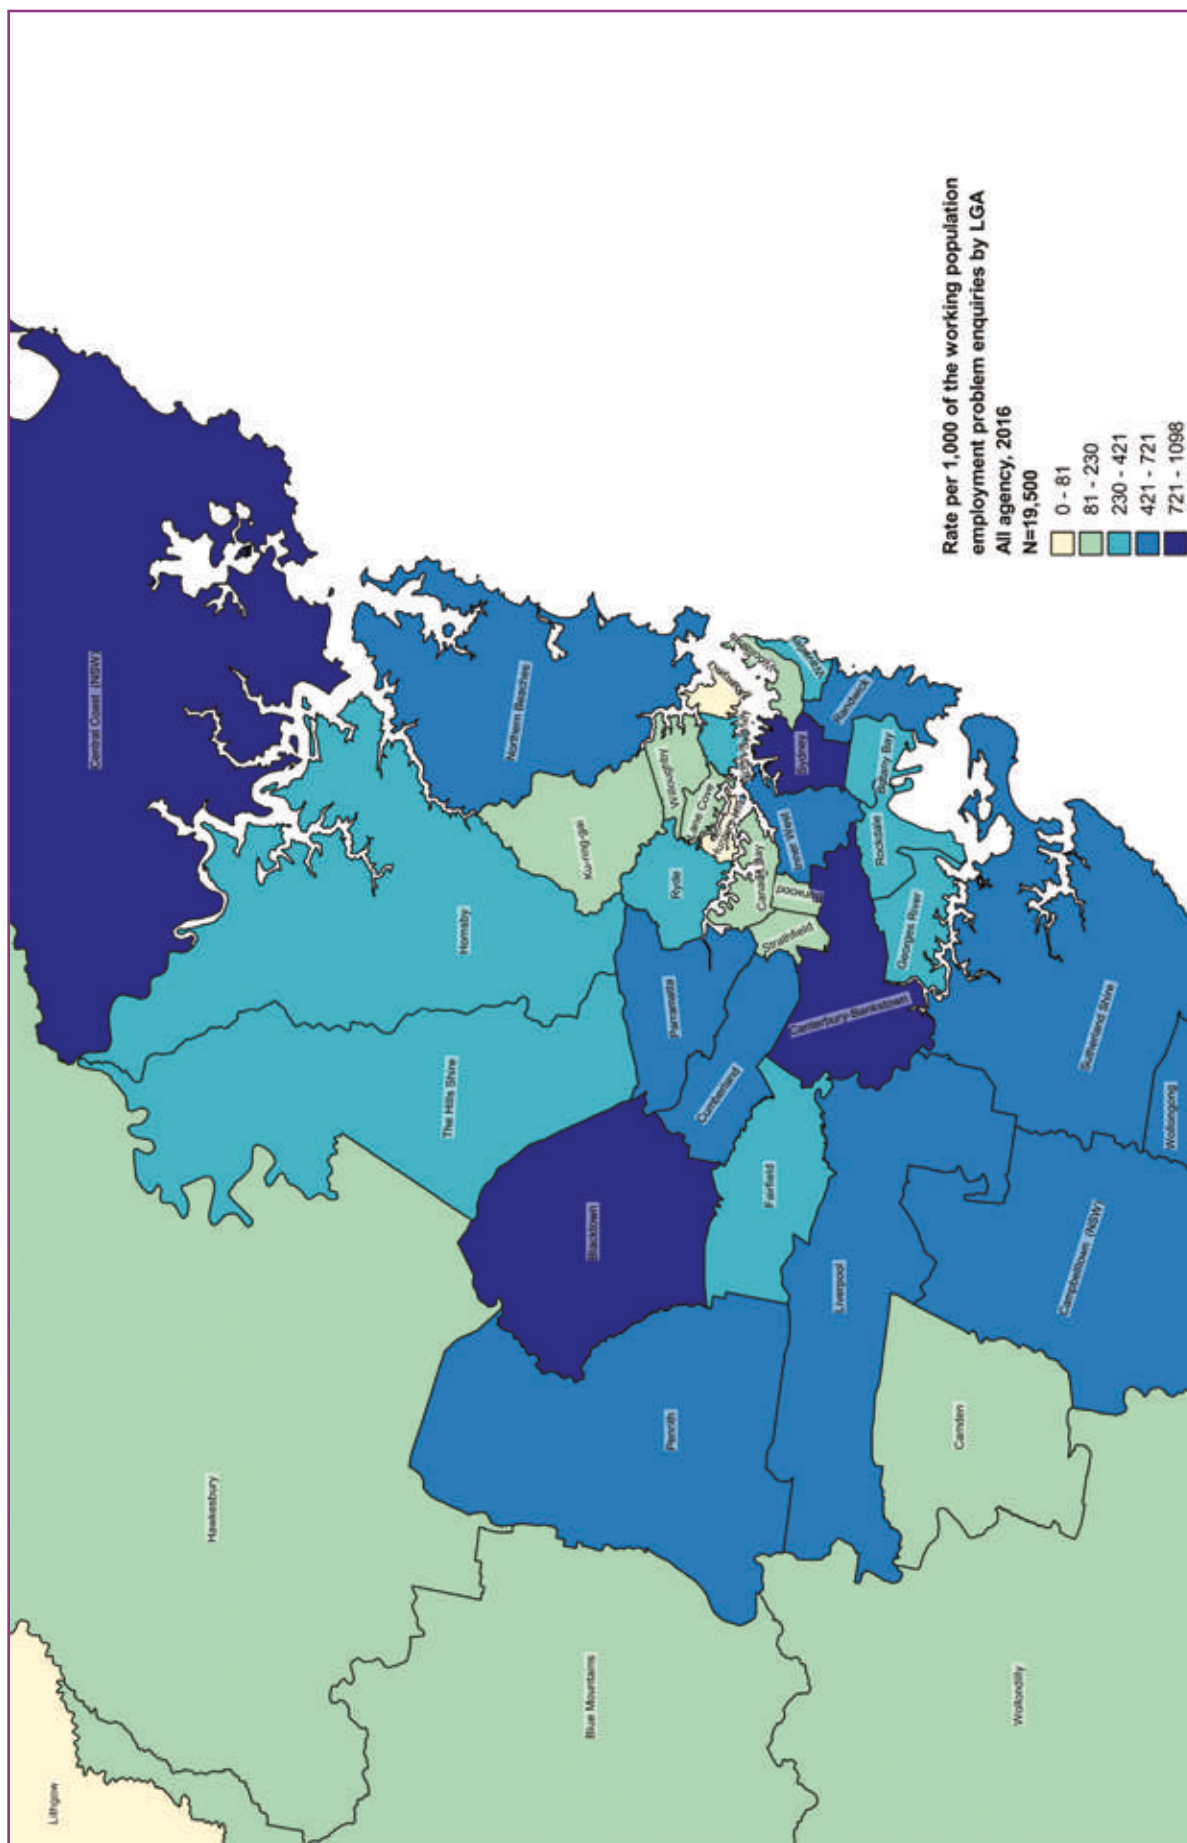 Lithgow
Hawkesbury
Central Coast (NSW)
Hornsby
The Hills Shire
Northern Beaches
Ku-ring-gai
Blue Mountains
Penrith
Blacktown
Parramatta
Ryde
Willoughby
Lane Cove
Cumberland
Fairfield
Strathfield
Canada Bay
Burwood
Inner West
Sydney
Woollahra
Waverley
Randwick
Botany Bay
Rockdale
Georges River
Canterbury-Bankstown
Liverpool
Camden
Campbelltown (NSW)
Sutherland Shire
Wollongong
Wollondilly
Rate per 1,000 of the working population
employment problem enquiries by LGA
All agency, 2016
N=19,500
0 - 81
81 - 230
230 - 421
421 - 721
721 - 1098